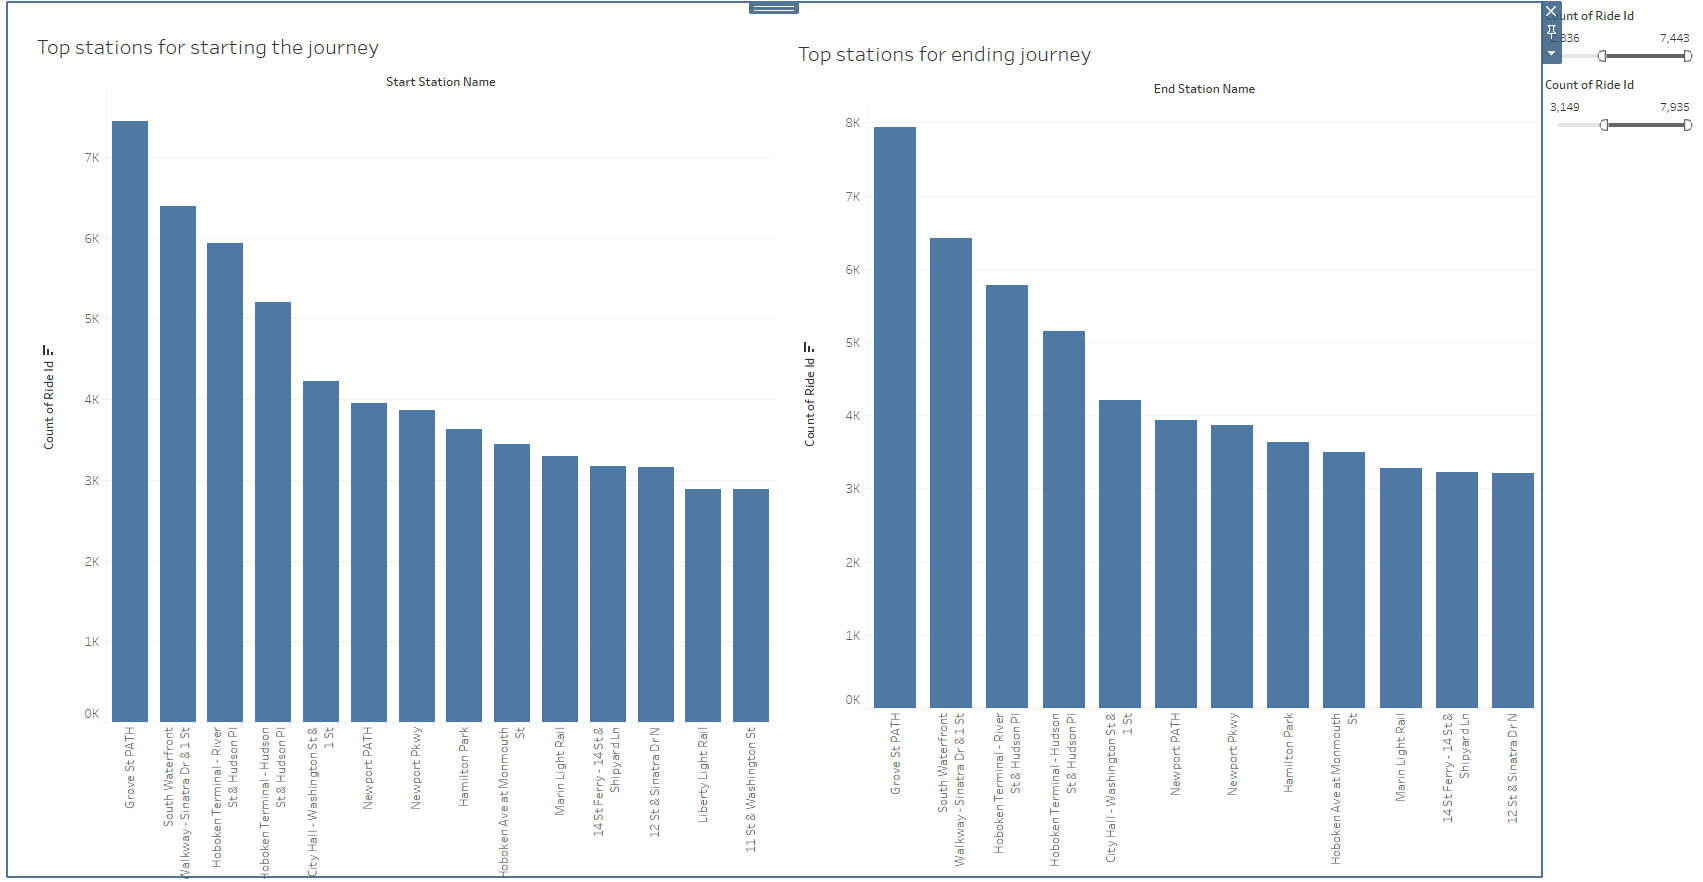 Top stations for starting the journey
Start Station Name
7K
6K
5K
4K
3K
2K
1K
0K
Count of Ride Id
Grove St PATH
South Waterfront
Walkway - Sinatra Dr & 1 St
Hoboken Terminal - River
St & Hudson Pl
Hoboken Terminal - Hudson
St & Hudson Pl
City Hall - Washington St &
1 St
Newport PATH
Newport Pkwy
Hamilton Park
Hoboken Ave at Monmouth
St
Marin Light Rail
14 St Ferry - 14 St &
Shipyard Ln
12 St & Sinatra Dr N
Liberty Light Rail
11 St & Washington St
Top stations for ending journey
End Station Name
8K
7K
6K
5K
4K
3K
2K
1K
0K
Count of Ride Id
Grove St PATH
South Waterfront
Walkway - Sinatra Dr & 1 St
Hoboken Terminal - River
St & Hudson Pl
Hoboken Terminal - Hudson
St & Hudson Pl
City Hall - Washington St &
1 St
Newport PATH
Newport Pkwy
Hamilton Park
Hoboken Ave at Monmouth
St
Marin Light Rail
14 St Ferry - 14 St &
Shipyard Ln
12 St & Sinatra Dr N
Count of Ride Id
7,443
Count of Ride Id
3,149 7,935